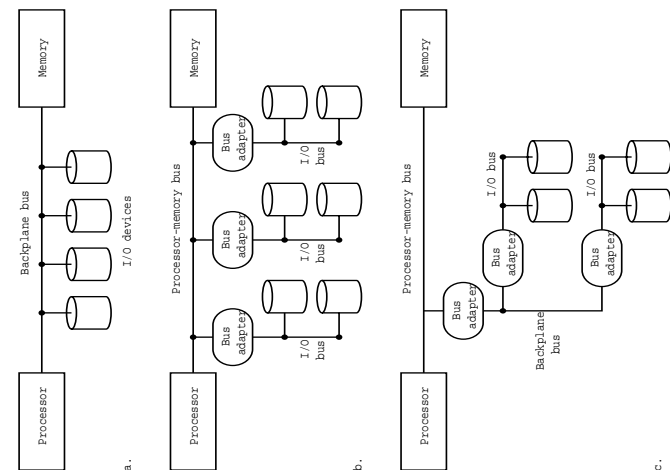 Processor
Backplane bus
Memory
I/O devices
a.
Processor
Processor-memory bus
Memory
Bus
adapter
Bus
adapter
Bus
adapter
I/O
bus
I/O
bus
I/O
bus
b.
Processor
Processor-memory bus
Memory
Bus
adapter
Bus
adapter
I/O bus
Bus
adapter
I/O bus
Backplane
bus
c.